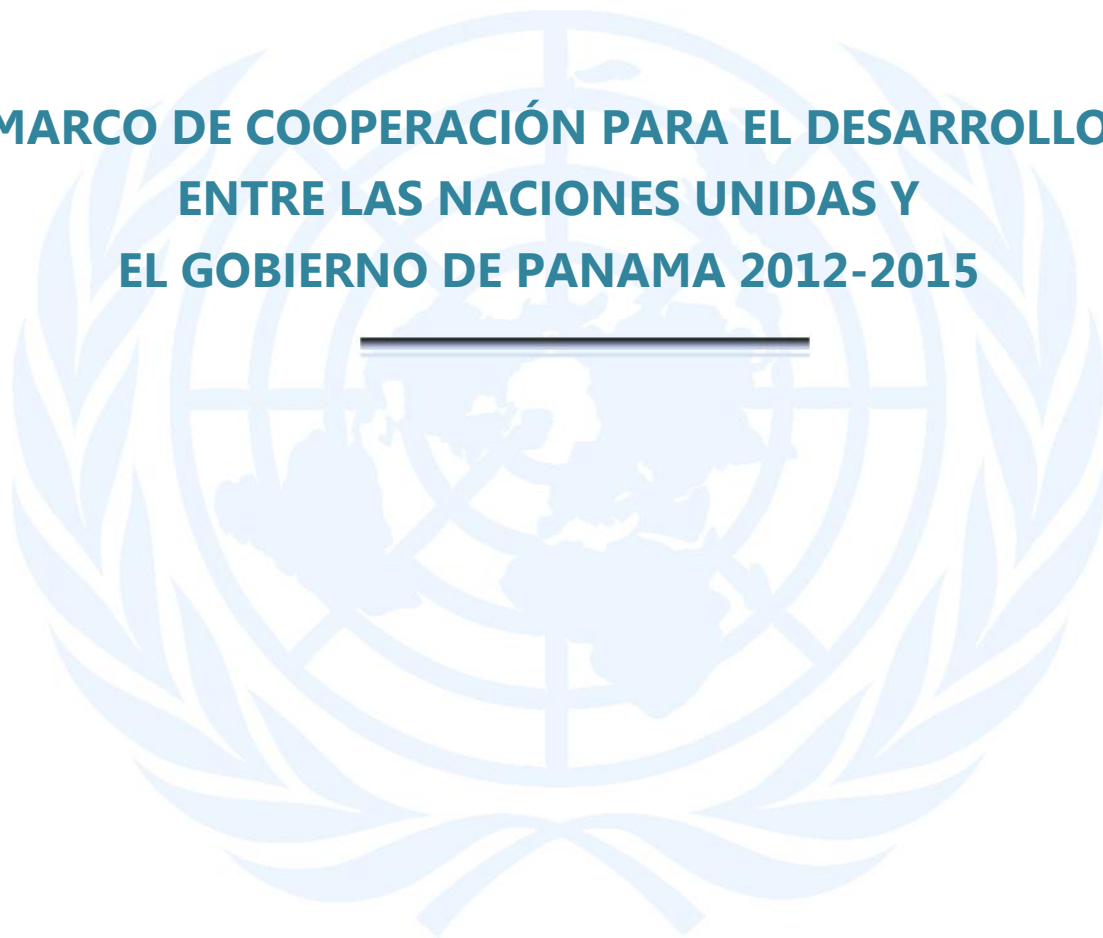 MARCO DE COOPERACIÓN PARA EL DESARROLLO
ENTRE LAS NACIONES UNIDAS Y
EL GOBIERNO DE PANAMA 2012-2015